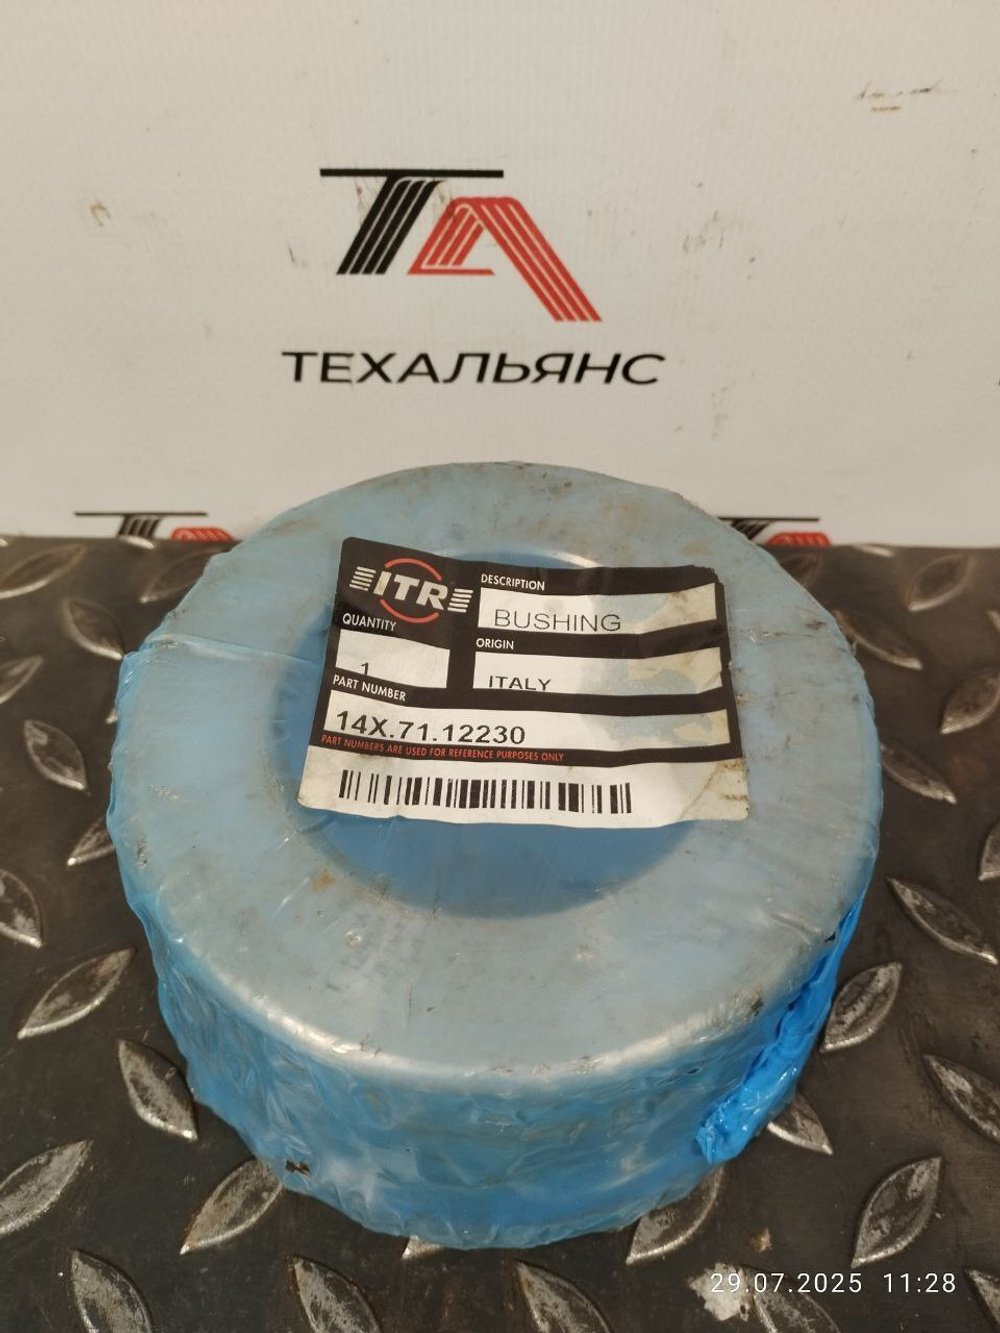 TA
ТЕХАЛЬЯНС
ITR
DESCRIPTION
BUSHING
QUANTITY
1
ORIGIN
ITALY
PART NUMBER
14X.71.12230
PART NUMBERS ARE USED FOR REFERENCE PURPOSES ONLY
29.07.2025 11:28